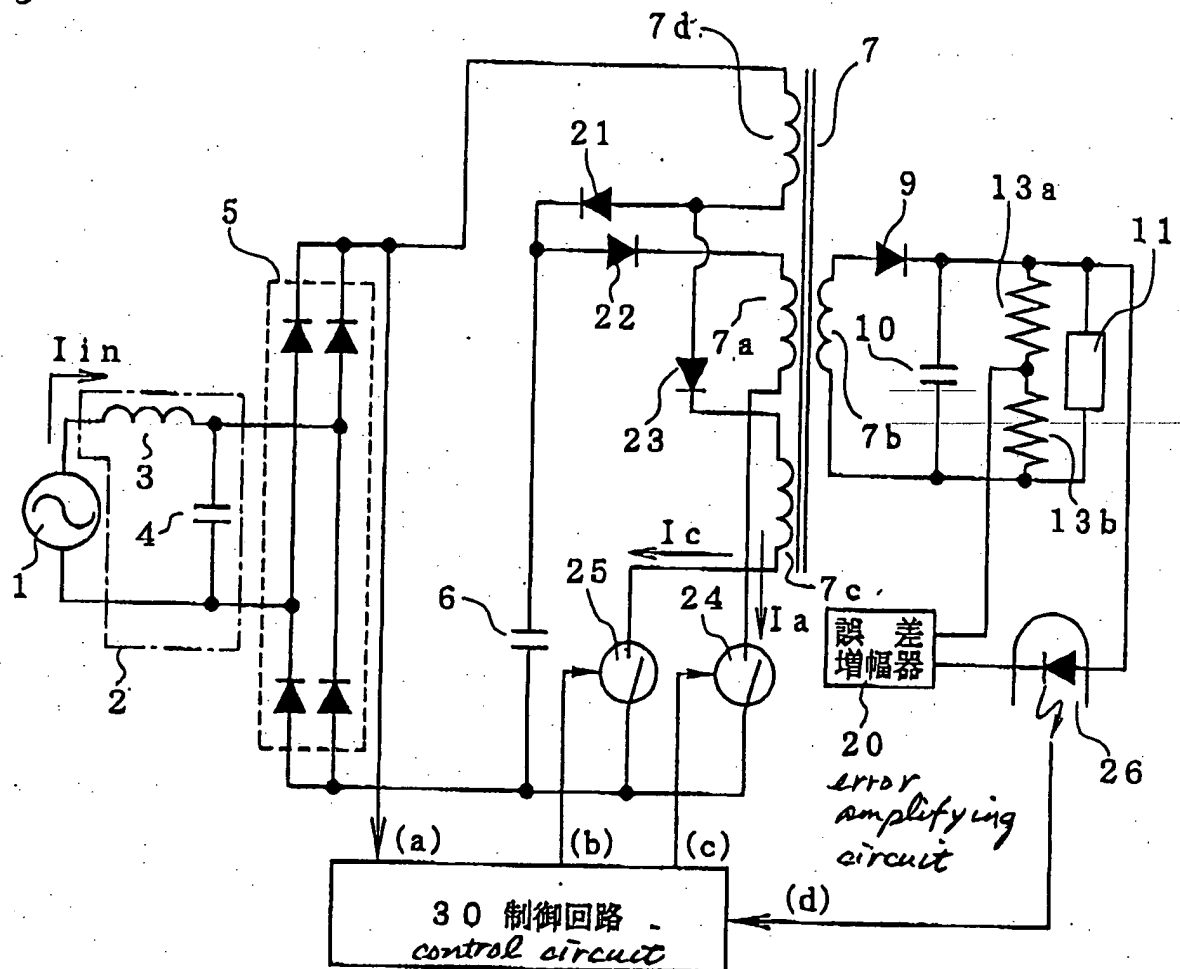 7d
7
21
9
13a
11
5
22
7a
10
Iin
23
7b
3
4
13b
1
Ic
25
24
7c
6
Ia
誤 差
増幅器
2
20
26
error
amplifying
circuit
(a)
(b)
(c)
(d)
30 制御回路
control circuit